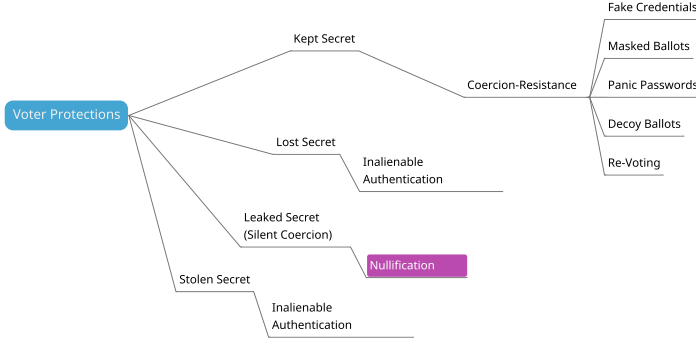 Voter Protections
Kept Secret
Coercion-Resistance
Fake Credentials
Masked Ballots
Panic Passwords
Decoy Ballots
Re-Voting
Lost Secret
Inalienable
Authentication
Leaked Secret
(Silent Coercion)
Nullification
Stolen Secret
Inalienable
Authentication